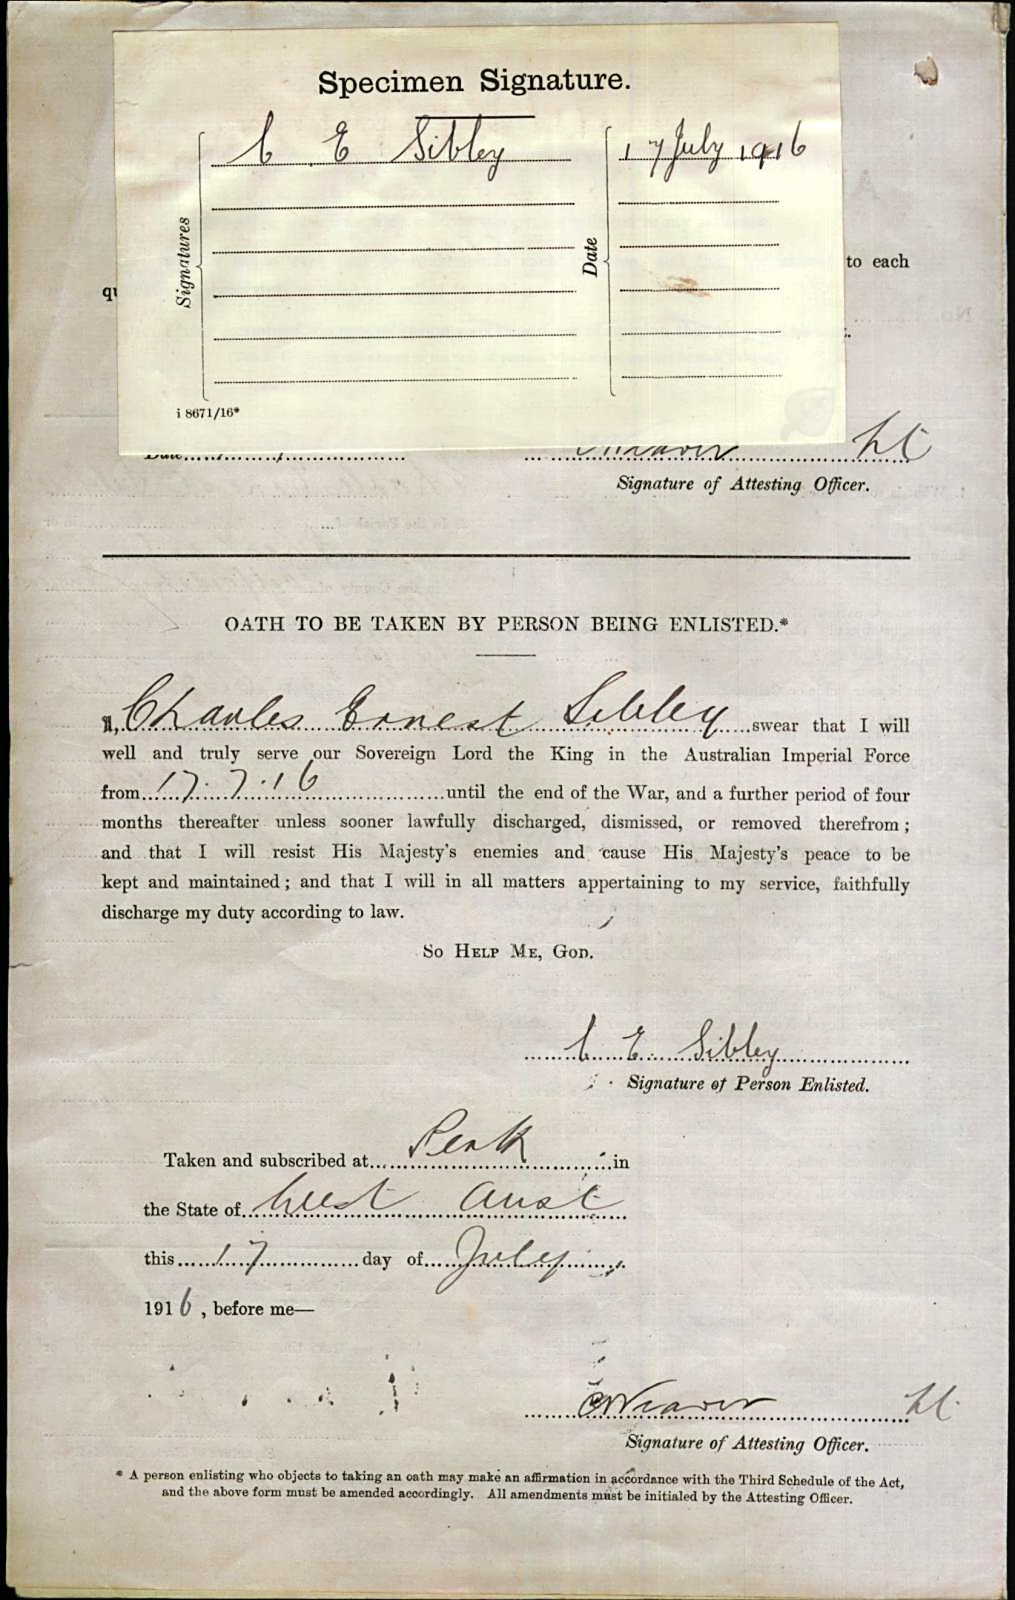 Specimen Signature.
C E Sibley
17 July 1916
Signatures
Date
i 8671/16*
to each
Date
Weaver Lt
Signature of Attesting Officer.
OATH TO BE TAKEN BY PERSON BEING ENLISTED.*
I, Charles Ernest Sibley swear that I will
well and truly serve our Sovereign Lord the King in the Australian Imperial Force
from 17.7.16 until the end of the War, and a further period of four
months thereafter unless sooner lawfully discharged, dismissed, or removed therefrom ;
and that I will resist His Majesty's enemies and cause His Majesty's peace to be
kept and maintained ; and that I will in all matters appertaining to my service, faithfully
discharge my duty according to law.
So Help Me, God.
C E Sibley
Signature of Person Enlisted.
Taken and subscribed at Perth in
the State of West Aust
this 17 day of July
1916, before me—
Weaver Lt.
Signature of Attesting Officer.
* A person enlisting who objects to taking an oath may make an affirmation in accordance with the Third Schedule of the Act,
and the above form must be amended accordingly. All amendments must be initialed by the Attesting Officer.